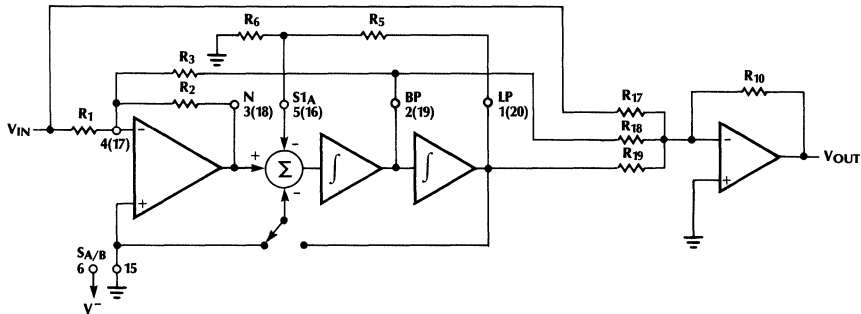 R6
R5
R3
N
3(18)
S1A
5(16)
BP
2(19)
LP
1(20)
R10
R2
R17
R1
VIN
4(17)
−
+
−
Σ
−
+
∫
∫
R18
R19
−
+
VOUT
SA/B
6
15
V−